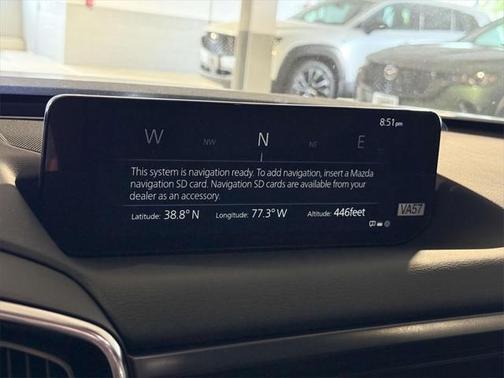 8:51pm
W NW N NE E
This system is navigation ready. To add navigation, insert a Mazda
navigation SD card. Navigation SD cards are available from your
dealer as an accessory.
Latitude: 38.8° N Longitude: 77.3° W Altitude: 446feet
VA57